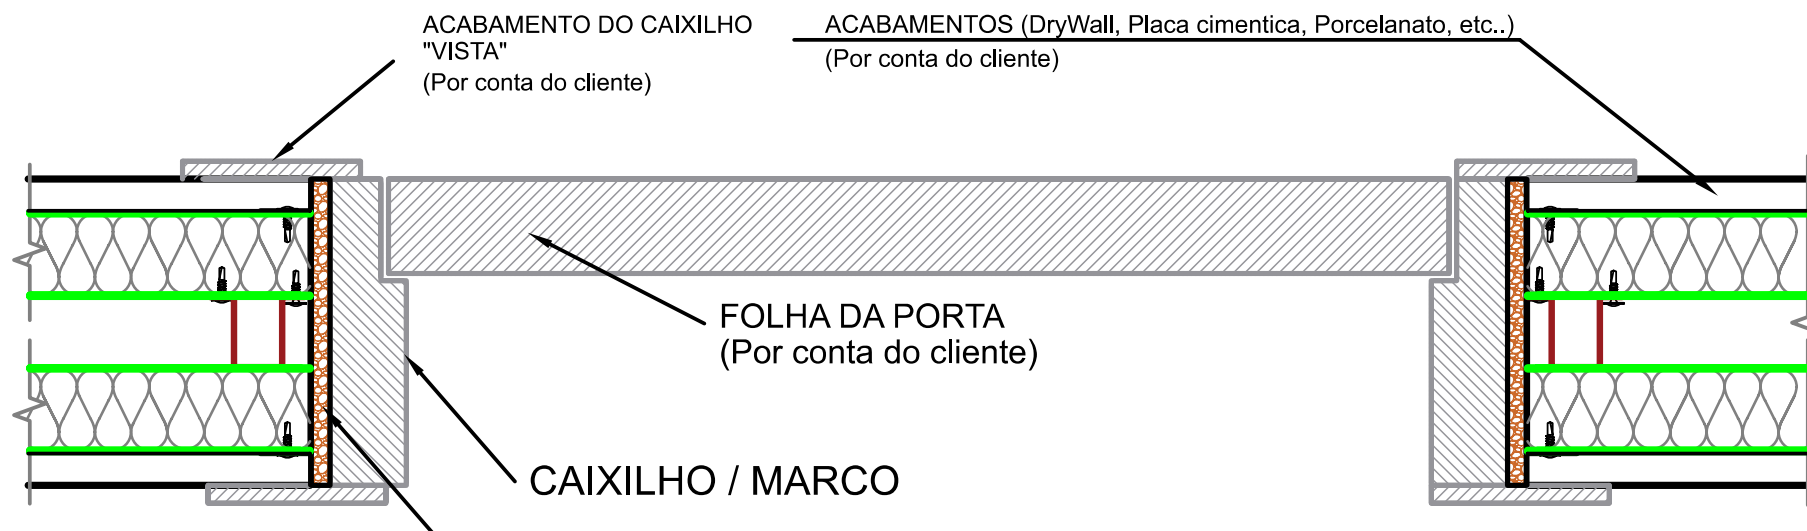 ACABAMENTO DO CAIXILHO
"VISTA"
(Por conta do cliente)
ACABAMENTOS (DryWall, Placa cimentica, Porcelanato, etc..)
(Por conta do cliente)
FOLHA DA PORTA
(Por conta do cliente)
CAIXILHO / MARCO